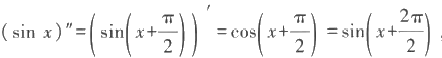 (sin x)″=(sin(x+π/2))′=cos(x+π/2)=sin(x+2π/2),